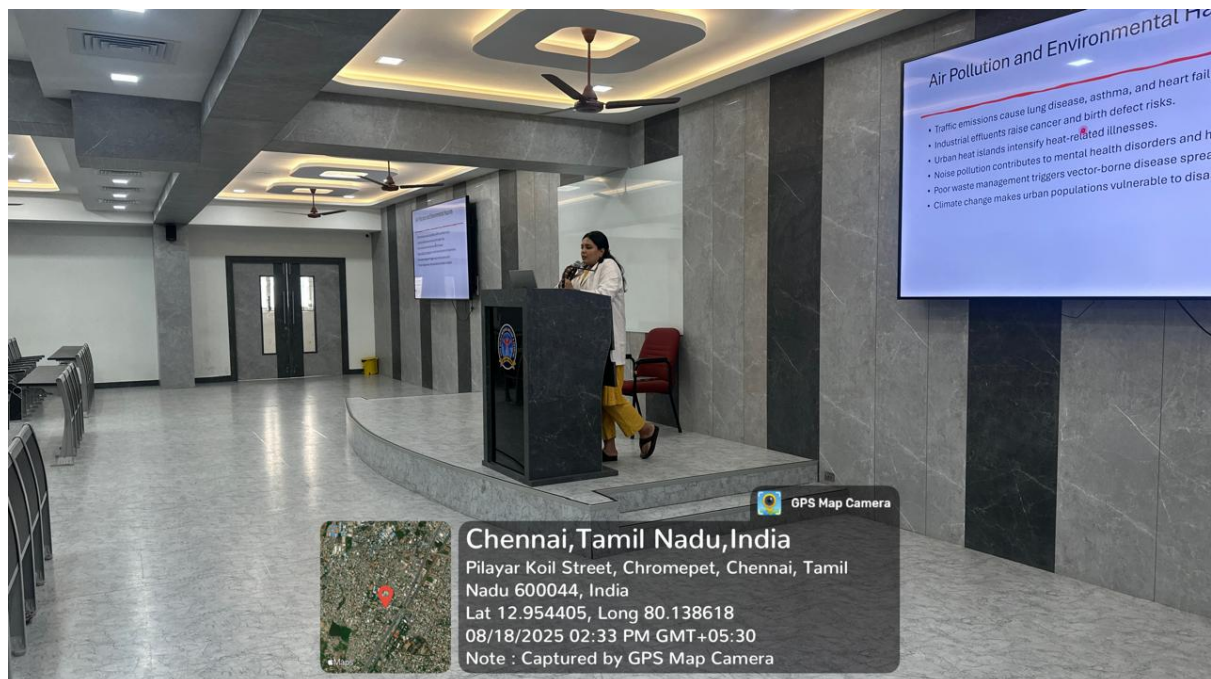 Air Pollution and Environmental Ha
• Traffic emissions cause lung disease, asthma, and heart fail
• Industrial effluents raise cancer and birth defect risks.
• Urban heat islands intensify heat-related illnesses.
• Noise pollution contributes to mental health disorders and h
• Poor waste management triggers vector-borne disease sprea
• Climate change makes urban populations vulnerable to disa
GPS Map Camera
Chennai,Tamil Nadu,India
Pilayar Koil Street, Chromepet, Chennai, Tamil
Nadu 600044, India
Lat 12.954405, Long 80.138618
08/18/2025 02:33 PM GMT+05:30
Note : Captured by GPS Map Camera
Maps